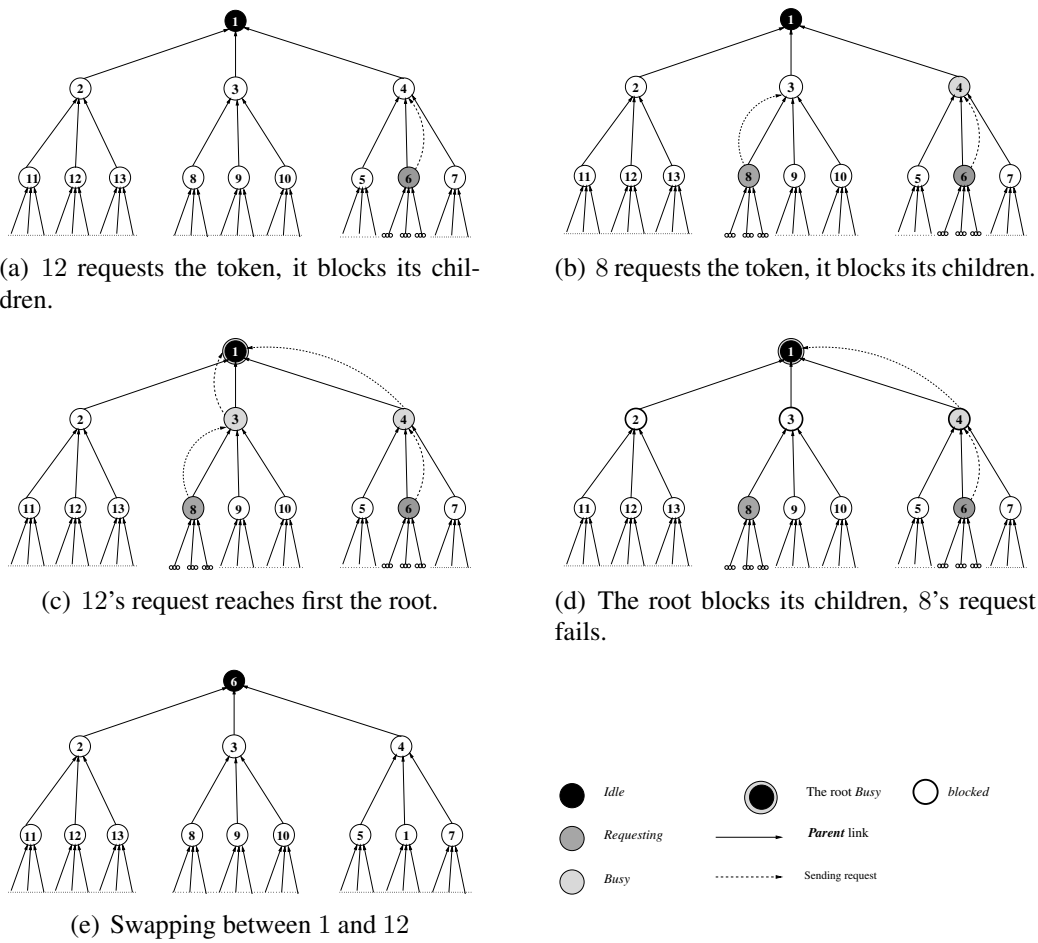 1
2 3 4
11 12 13 8 9 10 5 6 7
(a) 12 requests the token, it blocks its chil-
dren.
1
2 3 4
11 12 13 8 9 10 5 6 7
(b) 8 requests the token, it blocks its children.
1
2 3 4
11 12 13 8 9 10 5 6 7
(c) 12's request reaches first the root.
1
2 3 4
11 12 13 8 9 10 5 6 7
(d) The root blocks its children, 8's request
fails.
6
2 3 4
11 12 13 8 9 10 5 1 7
(e) Swapping between 1 and 12
Idle The root Busy blocked
Requesting Parent link
Busy Sending request